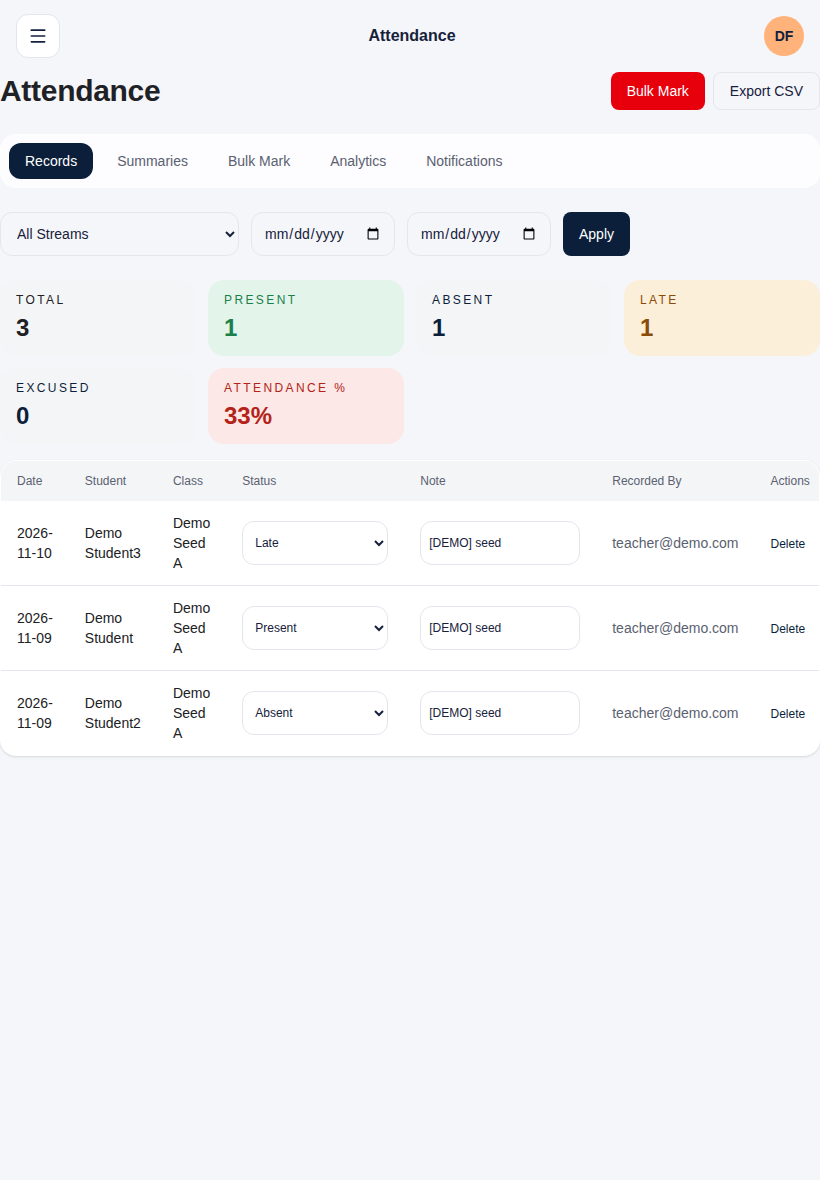 ☰ Attendance DF
Attendance Bulk Mark Export CSV
Records Summaries Bulk Mark Analytics Notifications
All Streams mm/dd/yyyy mm/dd/yyyy Apply
TOTAL PRESENT ABSENT LATE
3 1 1 1
EXCUSED ATTENDANCE %
0 33%
Date Student Class Status Note Recorded By Actions
2026-11-10 Demo Student3 Demo Seed A Late [DEMO] seed teacher@demo.com Delete
2026-11-09 Demo Student Demo Seed A Present [DEMO] seed teacher@demo.com Delete
2026-11-09 Demo Student2 Demo Seed A Absent [DEMO] seed teacher@demo.com Delete